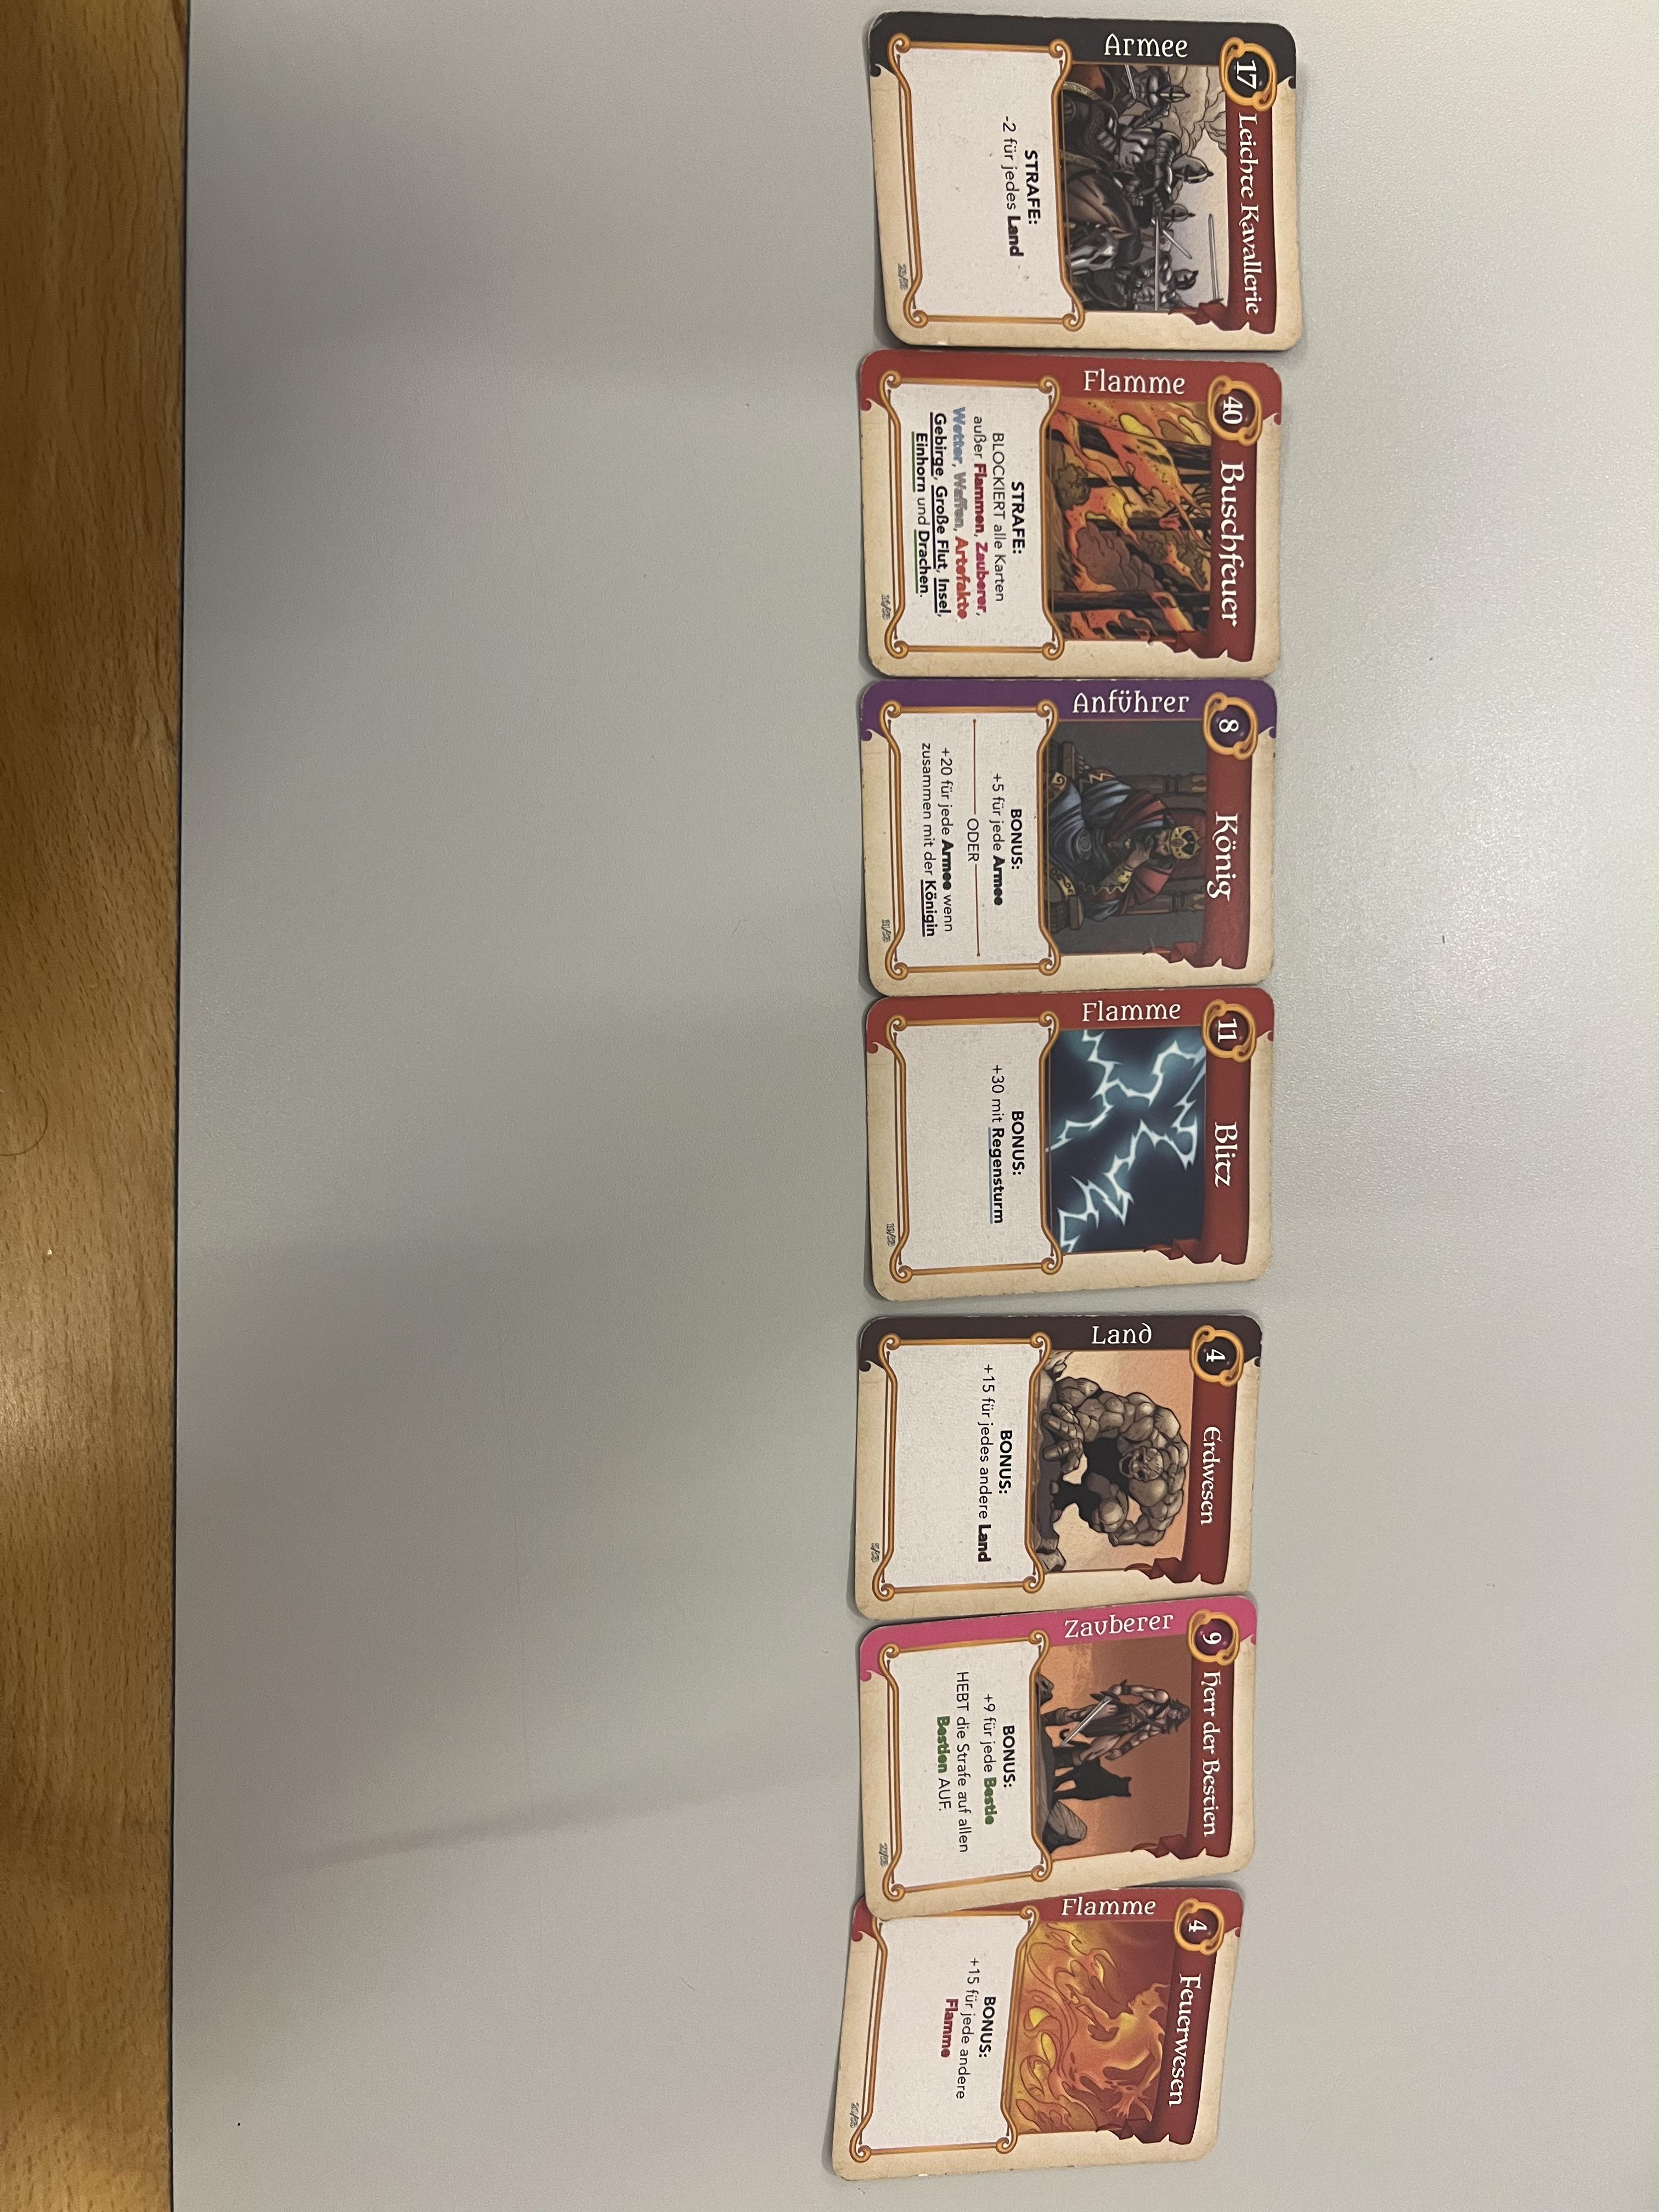 17 Leichte Kavallerie
Armee
STRAFE:
-2 für jedes Land
40 Buschfeuer
Flamme
STRAFE:
BLOCKIERT alle Karten
außer Flammen, Zauberer,
Wetter, Waffen, Artefakte
Gebirge, Große Flut, Insel,
Einhorn und Drachen.
8 König
Anführer
BONUS:
+5 für jede Armee
ODER
+20 für jede Armee wenn
zusammen mit der Königin
11 Blitz
Flamme
BONUS:
+30 mit Regensturm
4 Erdwesen
Land
BONUS:
+15 für jedes andere Land
9 Herr der Bestien
Zauberer
BONUS:
+9 für jede Bestie
HEBT die Strafe auf allen
Bestien AUF.
4 Feuerwesen
Flamme
BONUS:
+15 für jede andere
Flamme